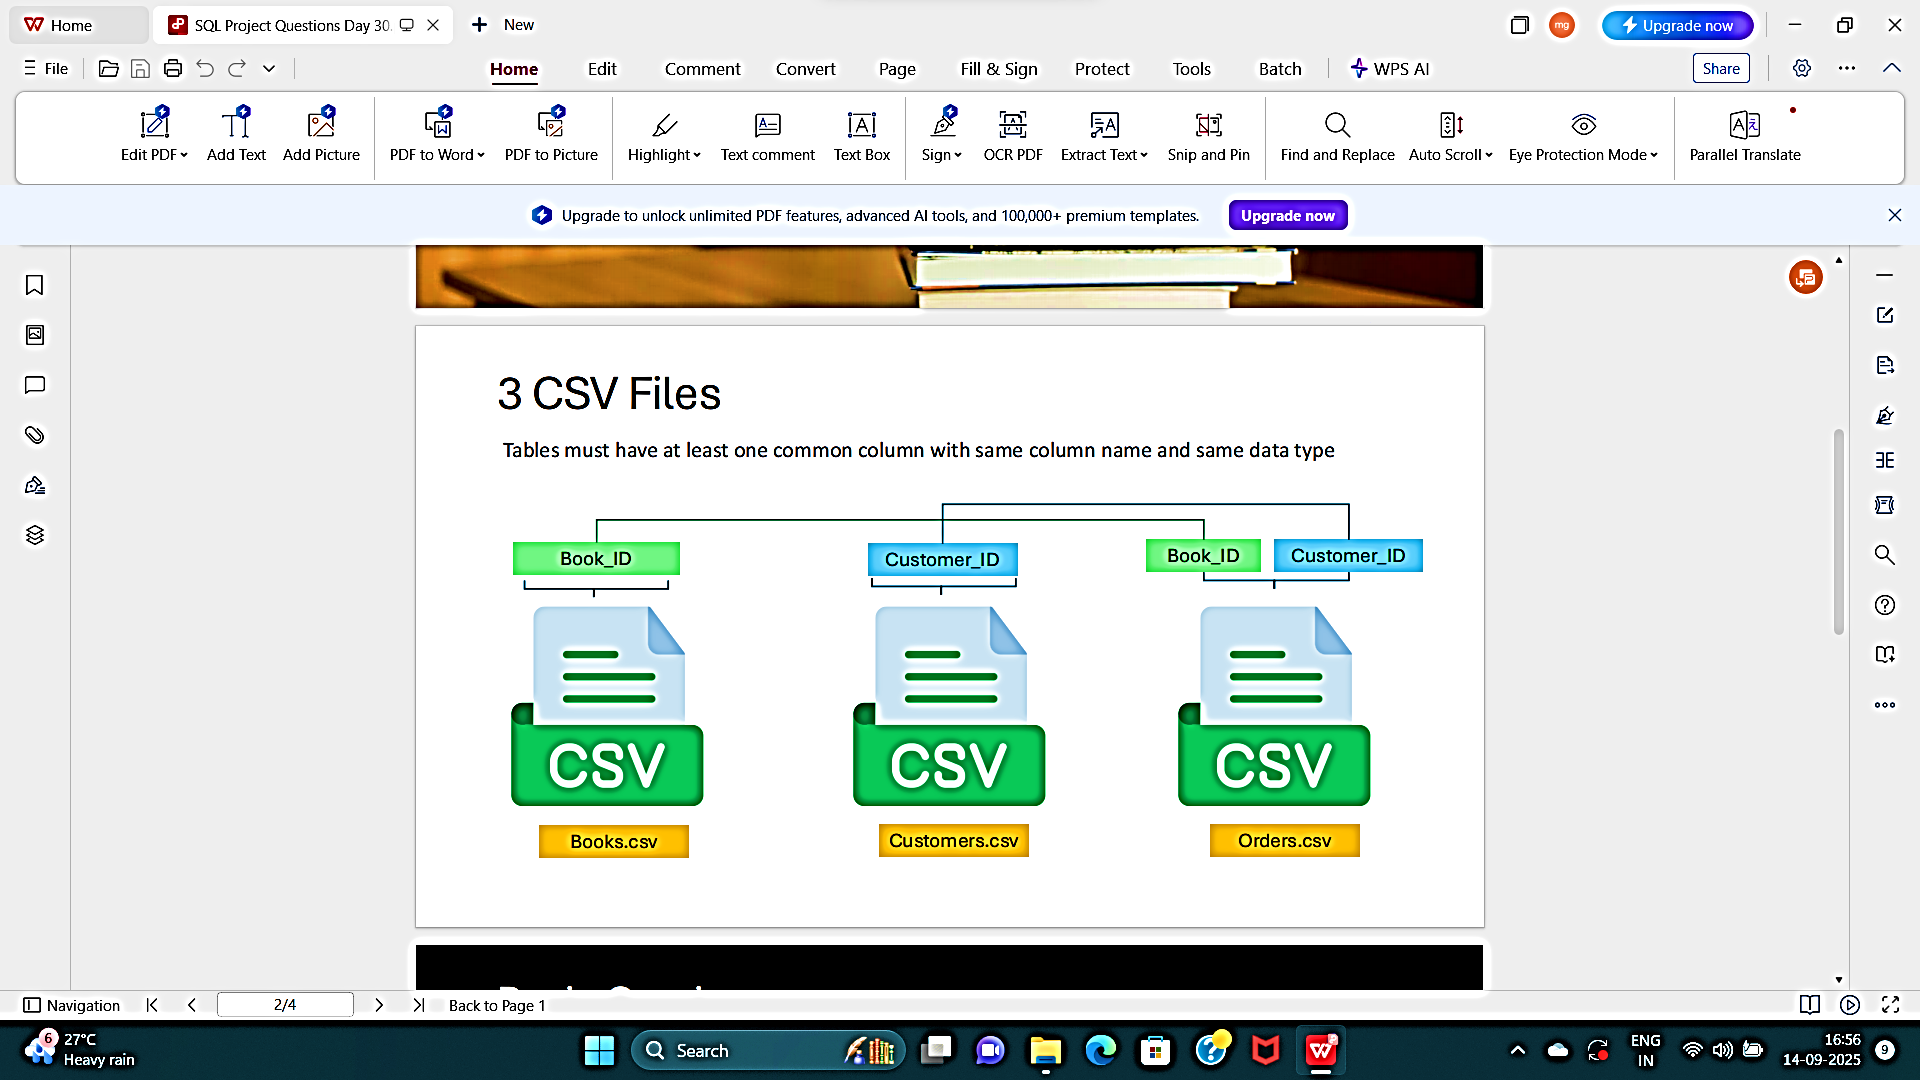 Home
SQL Project Questions Day 30.
New
mg
Upgrade now
File
Home
Edit
Comment
Convert
Page
Fill & Sign
Protect
Tools
Batch
WPS AI
Share
Edit PDF
Add Text
Add Picture
PDF to Word
PDF to Picture
Highlight
Text comment
Text Box
Sign
OCR PDF
Extract Text
Snip and Pin
Find and Replace
Auto Scroll
Eye Protection Mode
Parallel Translate
Upgrade to unlock unlimited PDF features, advanced AI tools, and 100,000+ premium templates.
Upgrade now
3 CSV Files
Tables must have at least one common column with same column name and same data type
Book_ID
Customer_ID
Book_ID
Customer_ID
CSV
CSV
CSV
Books.csv
Customers.csv
Orders.csv
Navigation
2/4
Back to Page 1
6
27°C
Heavy rain
Search
ENG
IN
16:56
14-09-2025
9